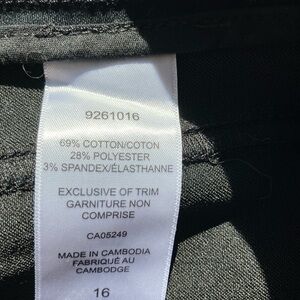 9261016
69% COTTON/COTON
28% POLYESTER
3% SPANDEX/ÉLASTHANNE
EXCLUSIVE OF TRIM
GARNITURE NON
COMPRISE
CA05249
MADE IN CAMBODIA
FABRIQUÉ AU
CAMBODGE
16